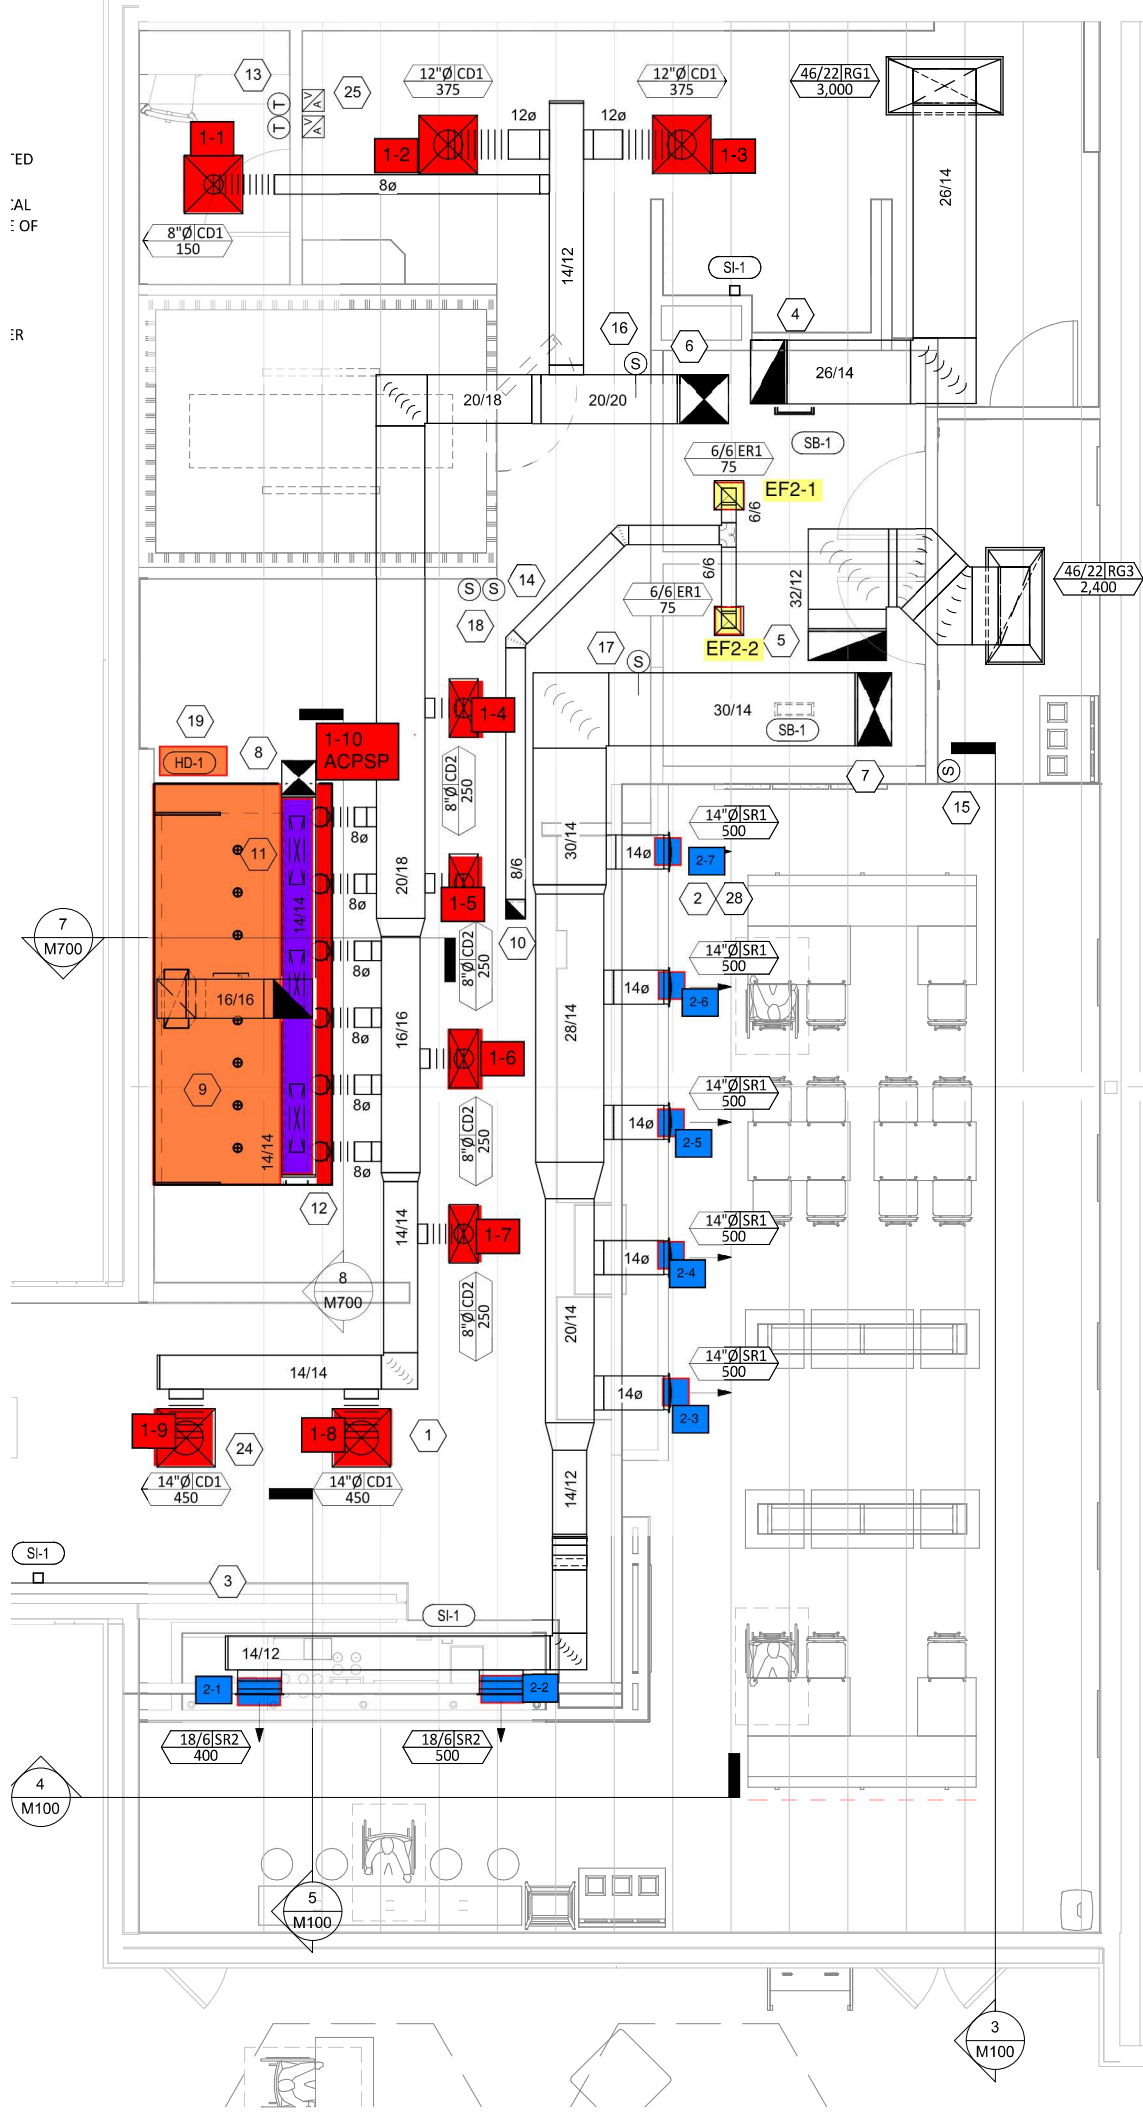 TED
CAL
E OF
ER
13
T
T
V
A
V
A
25
12"Ø CD1
375
12"Ø CD1
375
46/22 RG1
3,000
1-1
1-2
12ø
12ø
1-3
8ø
8"Ø CD1
150
14/12
26/14
SI-1
16
S
6
4
20/18
20/20
26/14
SB-1
6/6 ER1
75
EF2-1
6/6
6/6
6/6 ER1
75
EF2-2
S
S
14
18
32/12
5
46/22 RG3
2,400
17
S
30/14
SB-1
1-4
19
HD-1
8
1-10
ACPSP
8"Ø CD2
250
7
S
15
14"Ø SR1
500
8ø
30/14
14ø
2-7
11
14/14
8ø
20/18
8/6
1-5
2
28
7
M700
8"Ø CD2
250
10
8ø
14"Ø SR1
500
16/16
14ø
2-6
8ø
16/16
28/14
1-6
9
8ø
14"Ø SR1
500
14ø
2-5
8"Ø CD2
250
14/14
8ø
12
14/14
1-7
14"Ø SR1
500
14ø
2-4
8
M700
8"Ø CD2
250
20/14
14/14
14"Ø SR1
500
14ø
2-3
1-9
24
1-8
1
14"Ø CD1
450
14"Ø CD1
450
14/12
SI-1
3
SI-1
14/12
2-1
2-2
18/6 SR2
400
18/6 SR2
500
4
M100
5
M100
3
M100